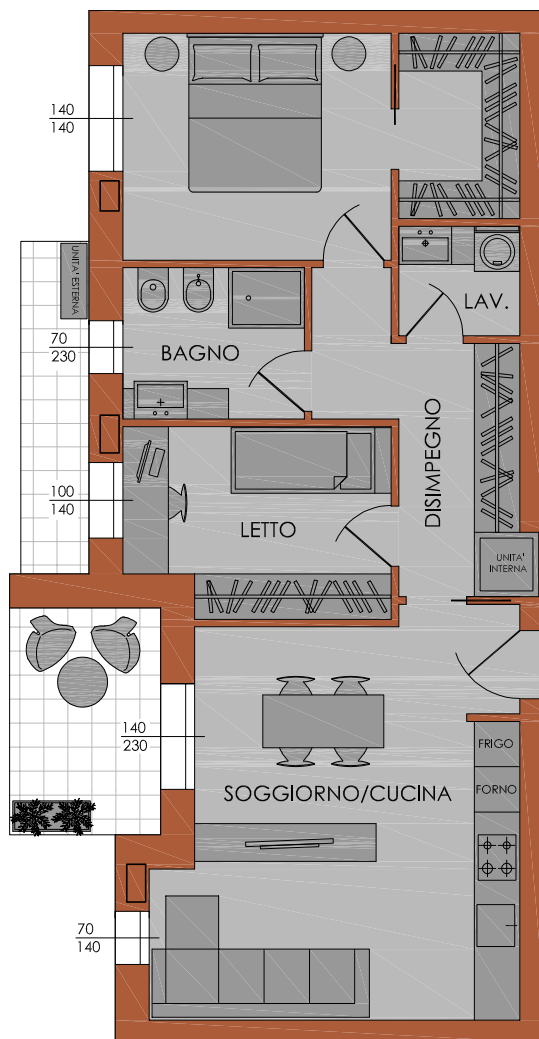 140
140
UNITA' ESTERNA
LAV.
70
230
BAGNO
DISIMPEGNO
100
140
LETTO
UNITA'
INTERNA
140
230
FRIGO
SOGGIORNO/CUCINA
FORNO
70
140